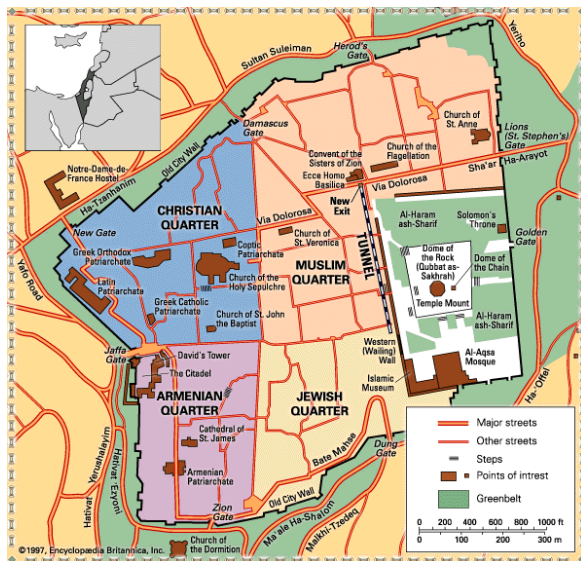 Yeriho
Herod's
Gate
Sultan Suleiman
Damascus
Gate
Church of
St. Anne
Lions
(St. Stephen's)
Gate
Old City Wall
Convent of the
Sisters of Zion
Church of the
Flagellation
Notre-Dame-de-
France Hostel
Ecce Homo
Basilica
Sha'ar Ha-Arayot
Ha-Tzanhanim
Via Dolorosa
New
Exit
CHRISTIAN
QUARTER
Via Dolorosa
Al-Haram
ash-Sharif
Solomon's
Throne
New Gate
Church of
St. Veronica
TUNNEL
Golden
Gate
Coptic
Patriarchate
Greek Orthodox
Patriarchate
Dome of
the Rock
(Qubbat as-
Sakhrah)
Dome of
the Chain
MUSLIM
QUARTER
Yafo Road
Latin
Patriarchate
Church of the
Holy Sepulchre
Temple Mount
Greek Catholic
Patriarchate
Church of St. John
the Baptist
Al-Haram
ash-Sharif
Western
(Wailing)
Wall
Jaffa
Gate
David's Tower
The Citadel
Al-Aqsa
Mosque
Islamic
Museum
Ha-'Ofel
ARMENIAN
QUARTER
JEWISH
QUARTER
Cathedral of
St. James
Bate Mahse
Dung
Gate
Armenian
Patriarchate
Hativat Yerushalayim
Hativat 'Ezyoni
Old City Wall
Zion
Gate
Ma'ale Ha-Shalom
Malkhi-Tzedeq
Church of
the Dormition
Major streets
Other streets
Steps
Points of intrest
Greenbelt
0 200 400 600 800 1000 ft
0 100 200 300 m
©1997, Encyclopædia Britannica, Inc.